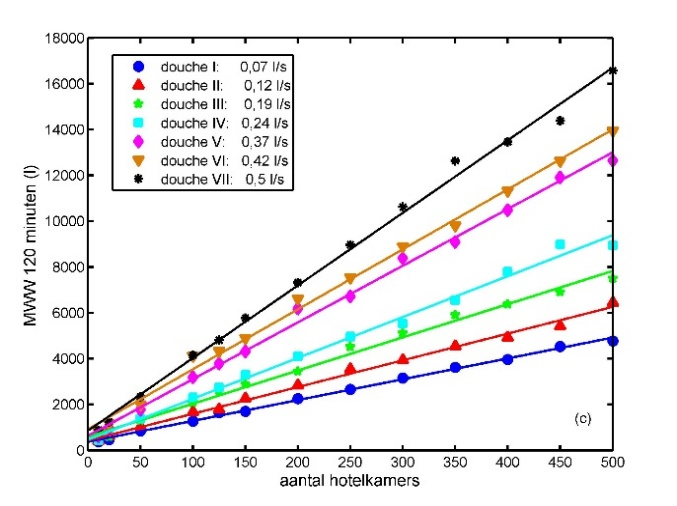 18000
16000
14000
12000
10000
8000
6000
4000
2000
0
MWW 120 minuten (l)
douche I: 0,07 l/s
douche II: 0,12 l/s
douche III: 0,19 l/s
douche IV: 0,24 l/s
douche V: 0,37 l/s
douche VI: 0,42 l/s
douche VII: 0,5 l/s
(c)
0 50 100 150 200 250 300 350 400 450 500
aantal hotelkamers